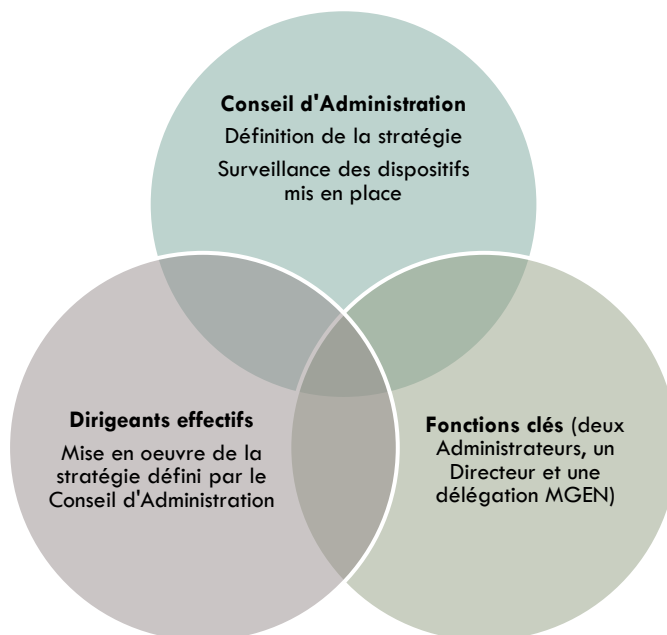 Conseil d'Administration
Définition de la stratégie
Surveillance des dispositifs
mis en place
Dirigeants effectifs
Mise en oeuvre de la
stratégie défini par le
Conseil d'Administration
Fonctions clés (deux
Administrateurs, un
Directeur et une
délégation MGEN)